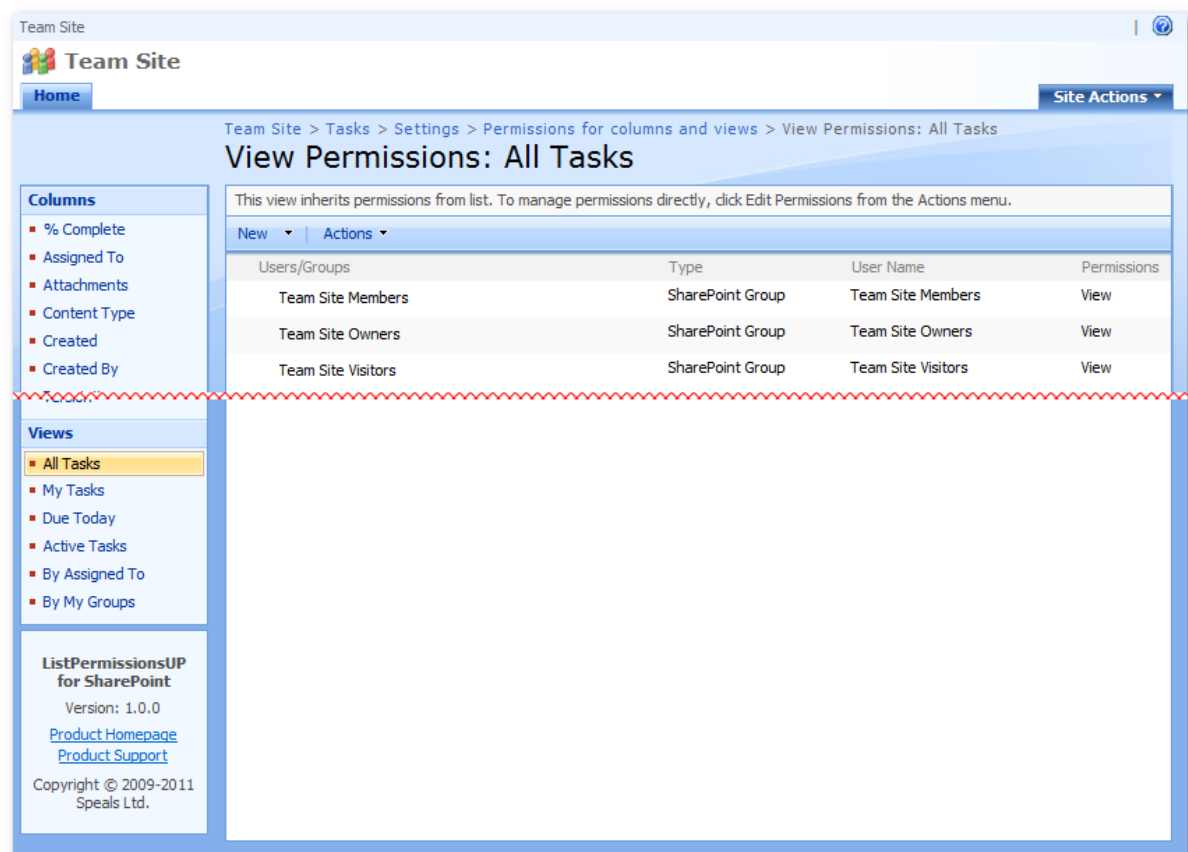 Team Site
|
Team Site
Home
Site Actions
Team Site > Tasks > Settings > Permissions for columns and views > View Permissions: All Tasks
View Permissions: All Tasks
Columns
% Complete
Assigned To
Attachments
Content Type
Created
Created By
This view inherits permissions from list. To manage permissions directly, click Edit Permissions from the Actions menu.
New | Actions
Users/Groups Type User Name Permissions
Team Site Members SharePoint Group Team Site Members View
Team Site Owners SharePoint Group Team Site Owners View
Team Site Visitors SharePoint Group Team Site Visitors View
Views
All Tasks
My Tasks
Due Today
Active Tasks
By Assigned To
By My Groups
ListPermissionsUP
for SharePoint
Version: 1.0.0
Product Homepage
Product Support
Copyright © 2009-2011
Speals Ltd.